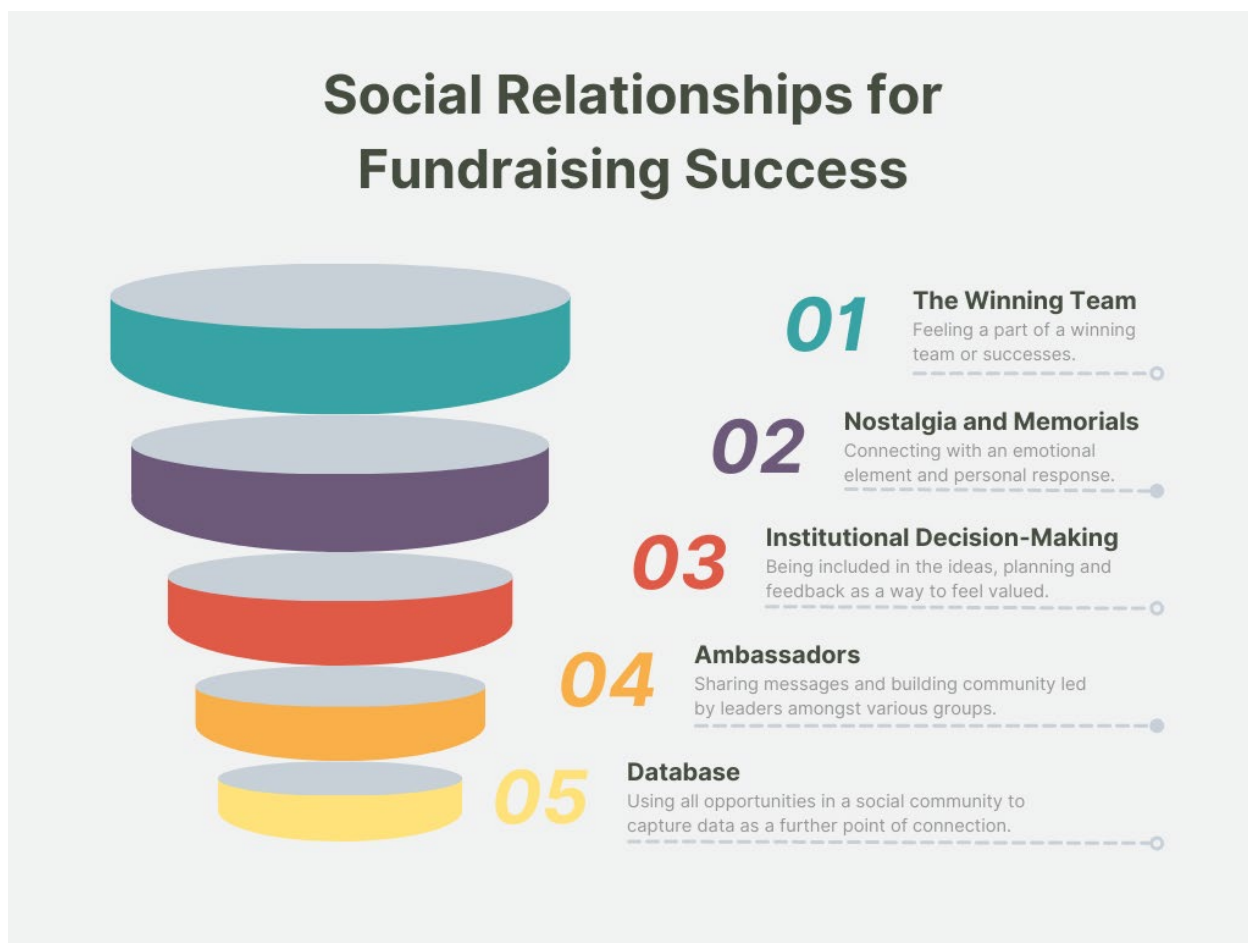 Social Relationships for
Fundraising Success
01
The Winning Team
Feeling a part of a winning
team or successes.
02
Nostalgia and Memorials
Connecting with an emotional
element and personal response.
03
Institutional Decision-Making
Being included in the ideas, planning and
feedback as a way to feel valued.
04
Ambassadors
Sharing messages and building community led
by leaders amongst various groups.
05
Database
Using all opportunities in a social community to
capture data as a further point of connection.